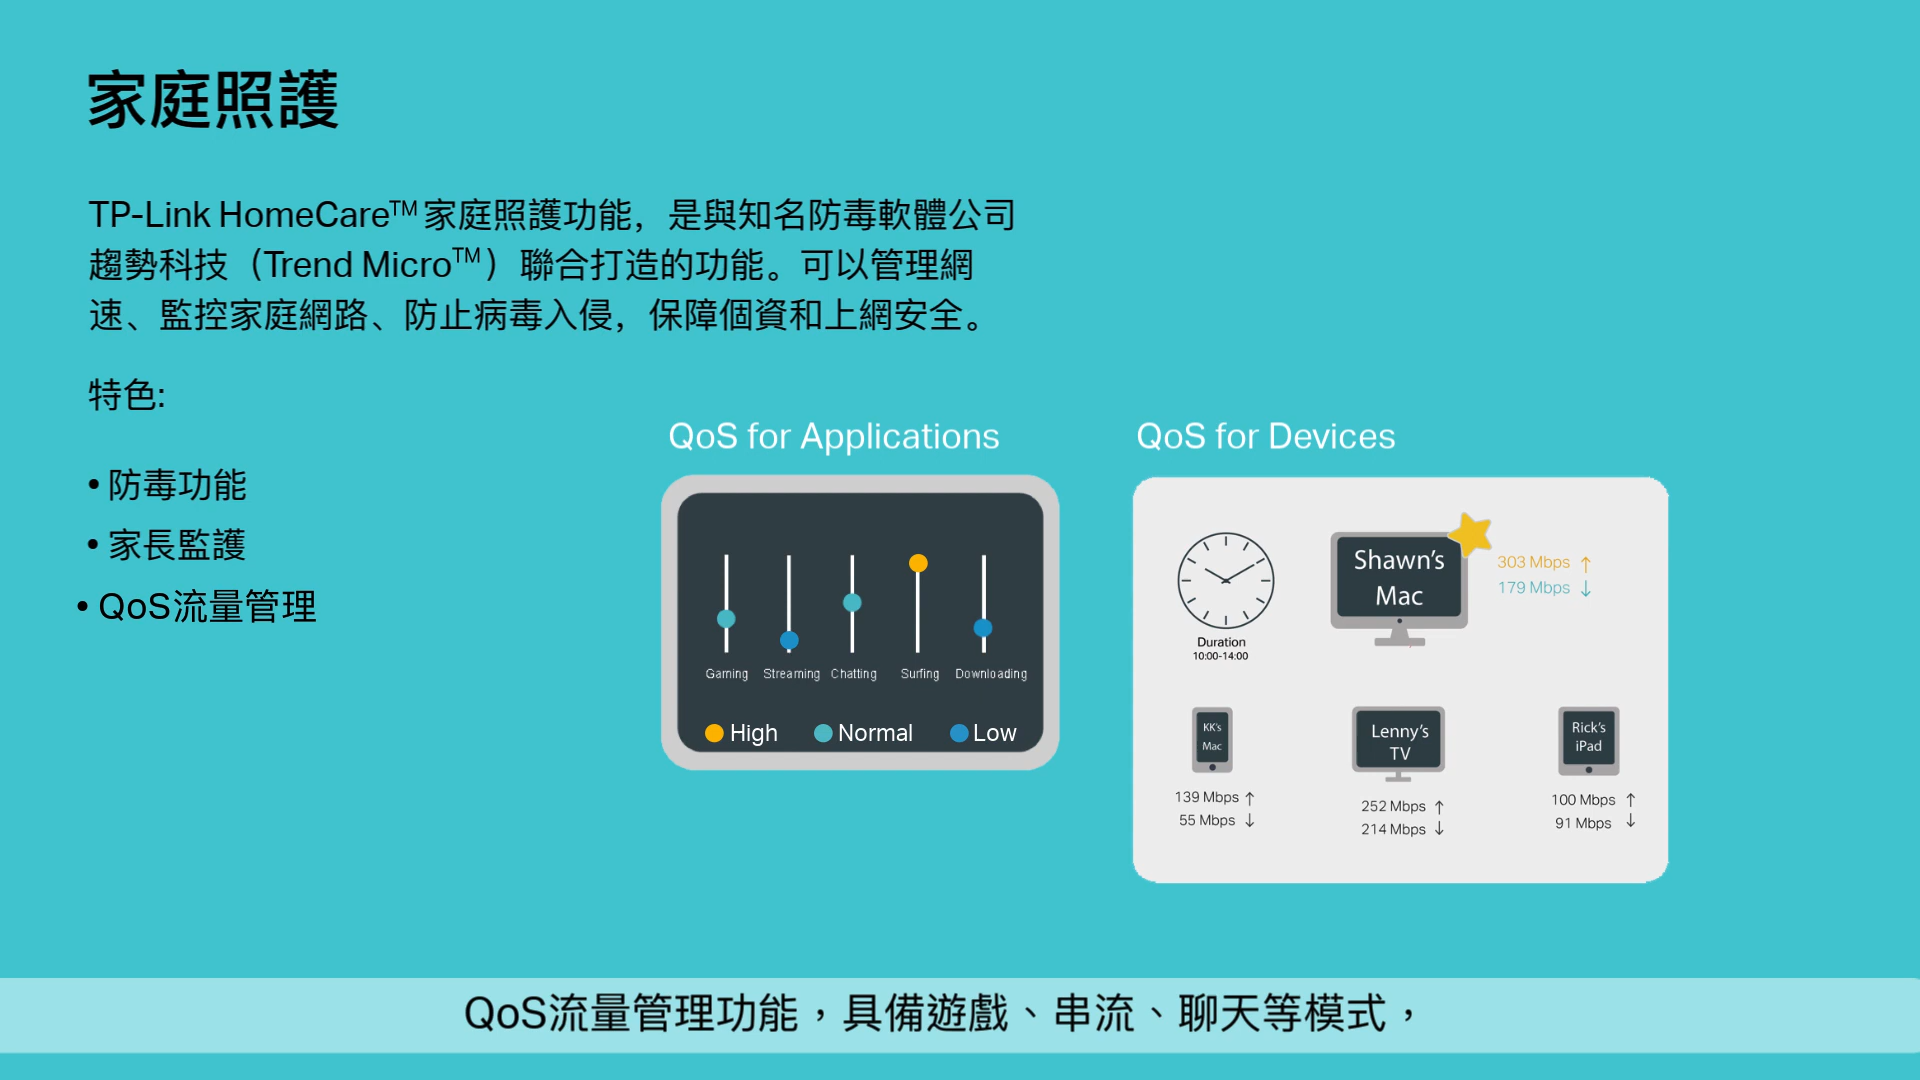 家庭照護
TP-Link HomeCare™ 家庭照護功能，是與知名防毒軟體公司
趨勢科技（Trend Micro™）聯合打造的功能。可以管理網
速、監控家庭網路、防止病毒入侵，保障個資和上網安全。
特色:
• 防毒功能
• 家長監護
• QoS流量管理
QoS for Applications
Gaming Streaming Chatting Surfing Downloading
High Normal Low
QoS for Devices
Duration
10:00-14:00
Shawn’s
Mac
303 Mbps ↑
179 Mbps ↓
KK's
Mac
139 Mbps ↑
55 Mbps ↓
Lenny’s
TV
252 Mbps ↑
214 Mbps ↓
Rick’s
iPad
100 Mbps ↑
91 Mbps ↓
QoS流量管理功能，具備遊戲、串流、聊天等模式，